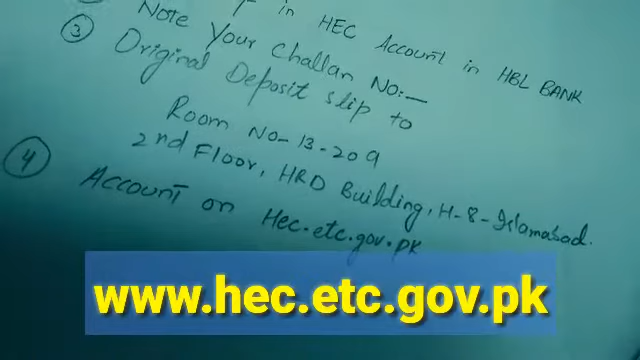 in HEC Account in HBL BANK
Note Your Challan No:-
③ Original Deposit slip to
Room No-13-209
2nd Floor, HRD Building, H-8-Islamabad.
④ Account on Hec.etc.gov.pk
www.hec.etc.gov.pk